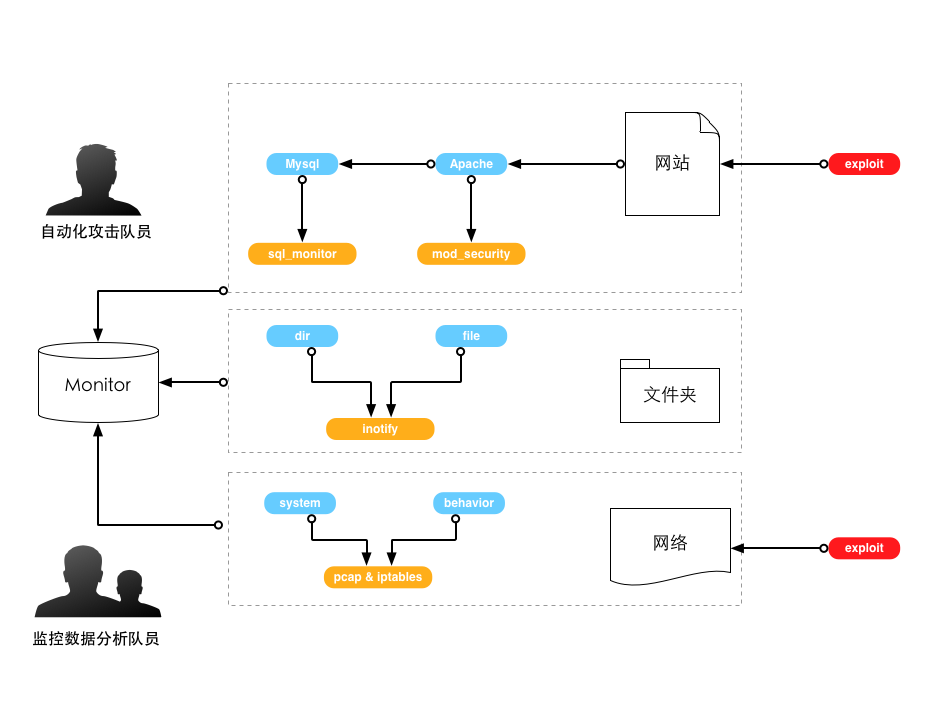 网站
Mysql
Apache
exploit
sql_monitor
mod_security
自动化攻击队员
dir
file
Monitor
文件夹
inotify
system
behavior
网络
exploit
pcap & iptables
监控数据分析队员